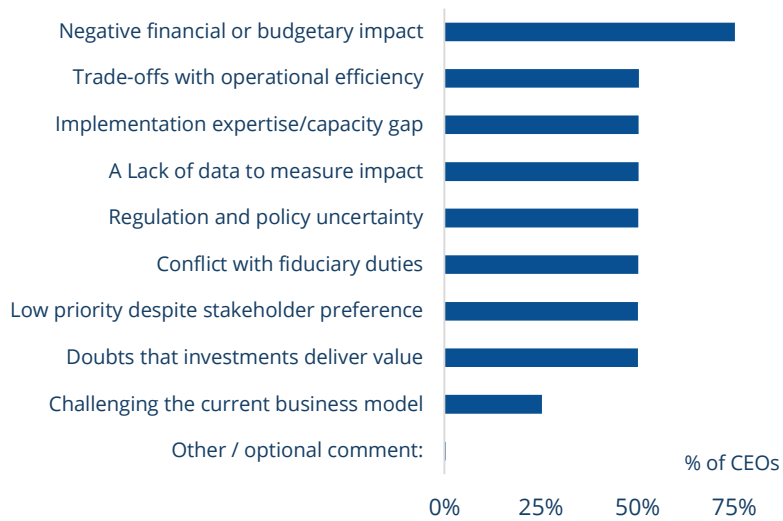 Negative financial or budgetary impact
Trade-offs with operational efficiency
Implementation expertise/capacity gap
A Lack of data to measure impact
Regulation and policy uncertainty
Conflict with fiduciary duties
Low priority despite stakeholder preference
Doubts that investments deliver value
Challenging the current business model
Other / optional comment:
% of CEOs
0% 25% 50% 75%